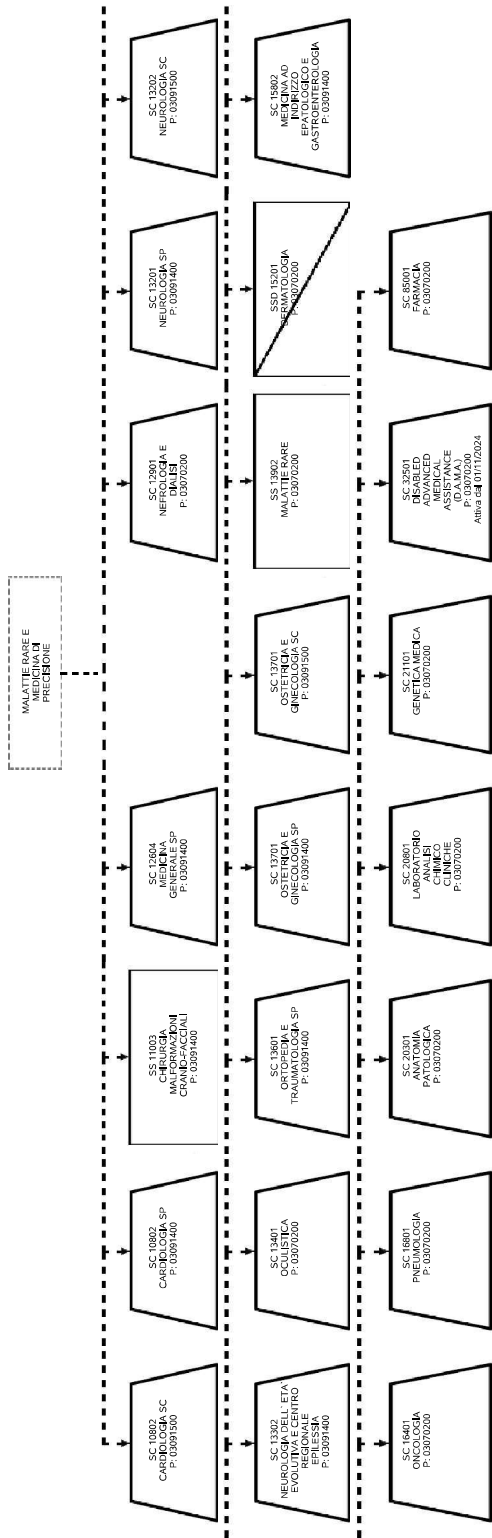 MALATTIE RARE E
MEDICINA DI
PRECISIONE
SC 10802
CARDIOLOGIA SC
P: 03091500
SC 10802
CARDIOLOGIA SP
P: 03091400
SS 11003
CHIRURGIA
MALFORMAZIONI
CRANIO-FACCIALI
P: 03091400
SC 12604
MEDICINA
GENERALE SP
P: 03091400
SC 12901
NEFROLOGIA E
DIALISI
P: 03070200
SC 13201
NEUROLOGIA SP
P: 03091400
SC 13202
NEUROLOGIA SC
P: 03091500
SC 13302
NEUROLOGIA DELL`ETA`
EVOLUTIVA E CENTRO
REGIONALE
EPILESSIA
P: 03091400
SC 13401
OCULISTICA
P: 03070200
SC 13601
ORTOPEDIA E
TRAUMATOLOGIA SP
P: 03091400
SC 13701
OSTETRICIA E
GINECOLOGIA SP
P: 03091400
SC 13701
OSTETRICIA E
GINECOLOGIA SC
P: 03091500
SS 13902
MALATTIE RARE
P: 03070200
SSD 15201
DERMATOLOGIA
P: 03070200
SC 15802
MEDICINA AD
INDIRIZZO
EPATOLOGICO E
GASTROENTEROLOGIA
P: 03091400
SC 16401
ONCOLOGIA
P: 03070200
SC 16801
PNEUMOLOGIA
P: 03070200
SC 20301
ANATOMIA
PATOLOGICA
P: 03070200
SC 20801
LABORATORIO
ANALISI
CHIMICO
CLINICHE
P: 03070200
SC 21101
GENETICA MEDICA
P: 03070200
SC 32501
DISABLED
ADVANCED
MEDICAL
ASSISTANCE
(D.A.M.A.)
P: 03070200
Attiva dal 01/11/2024
SC 85001
FARMACIA
P: 03070200